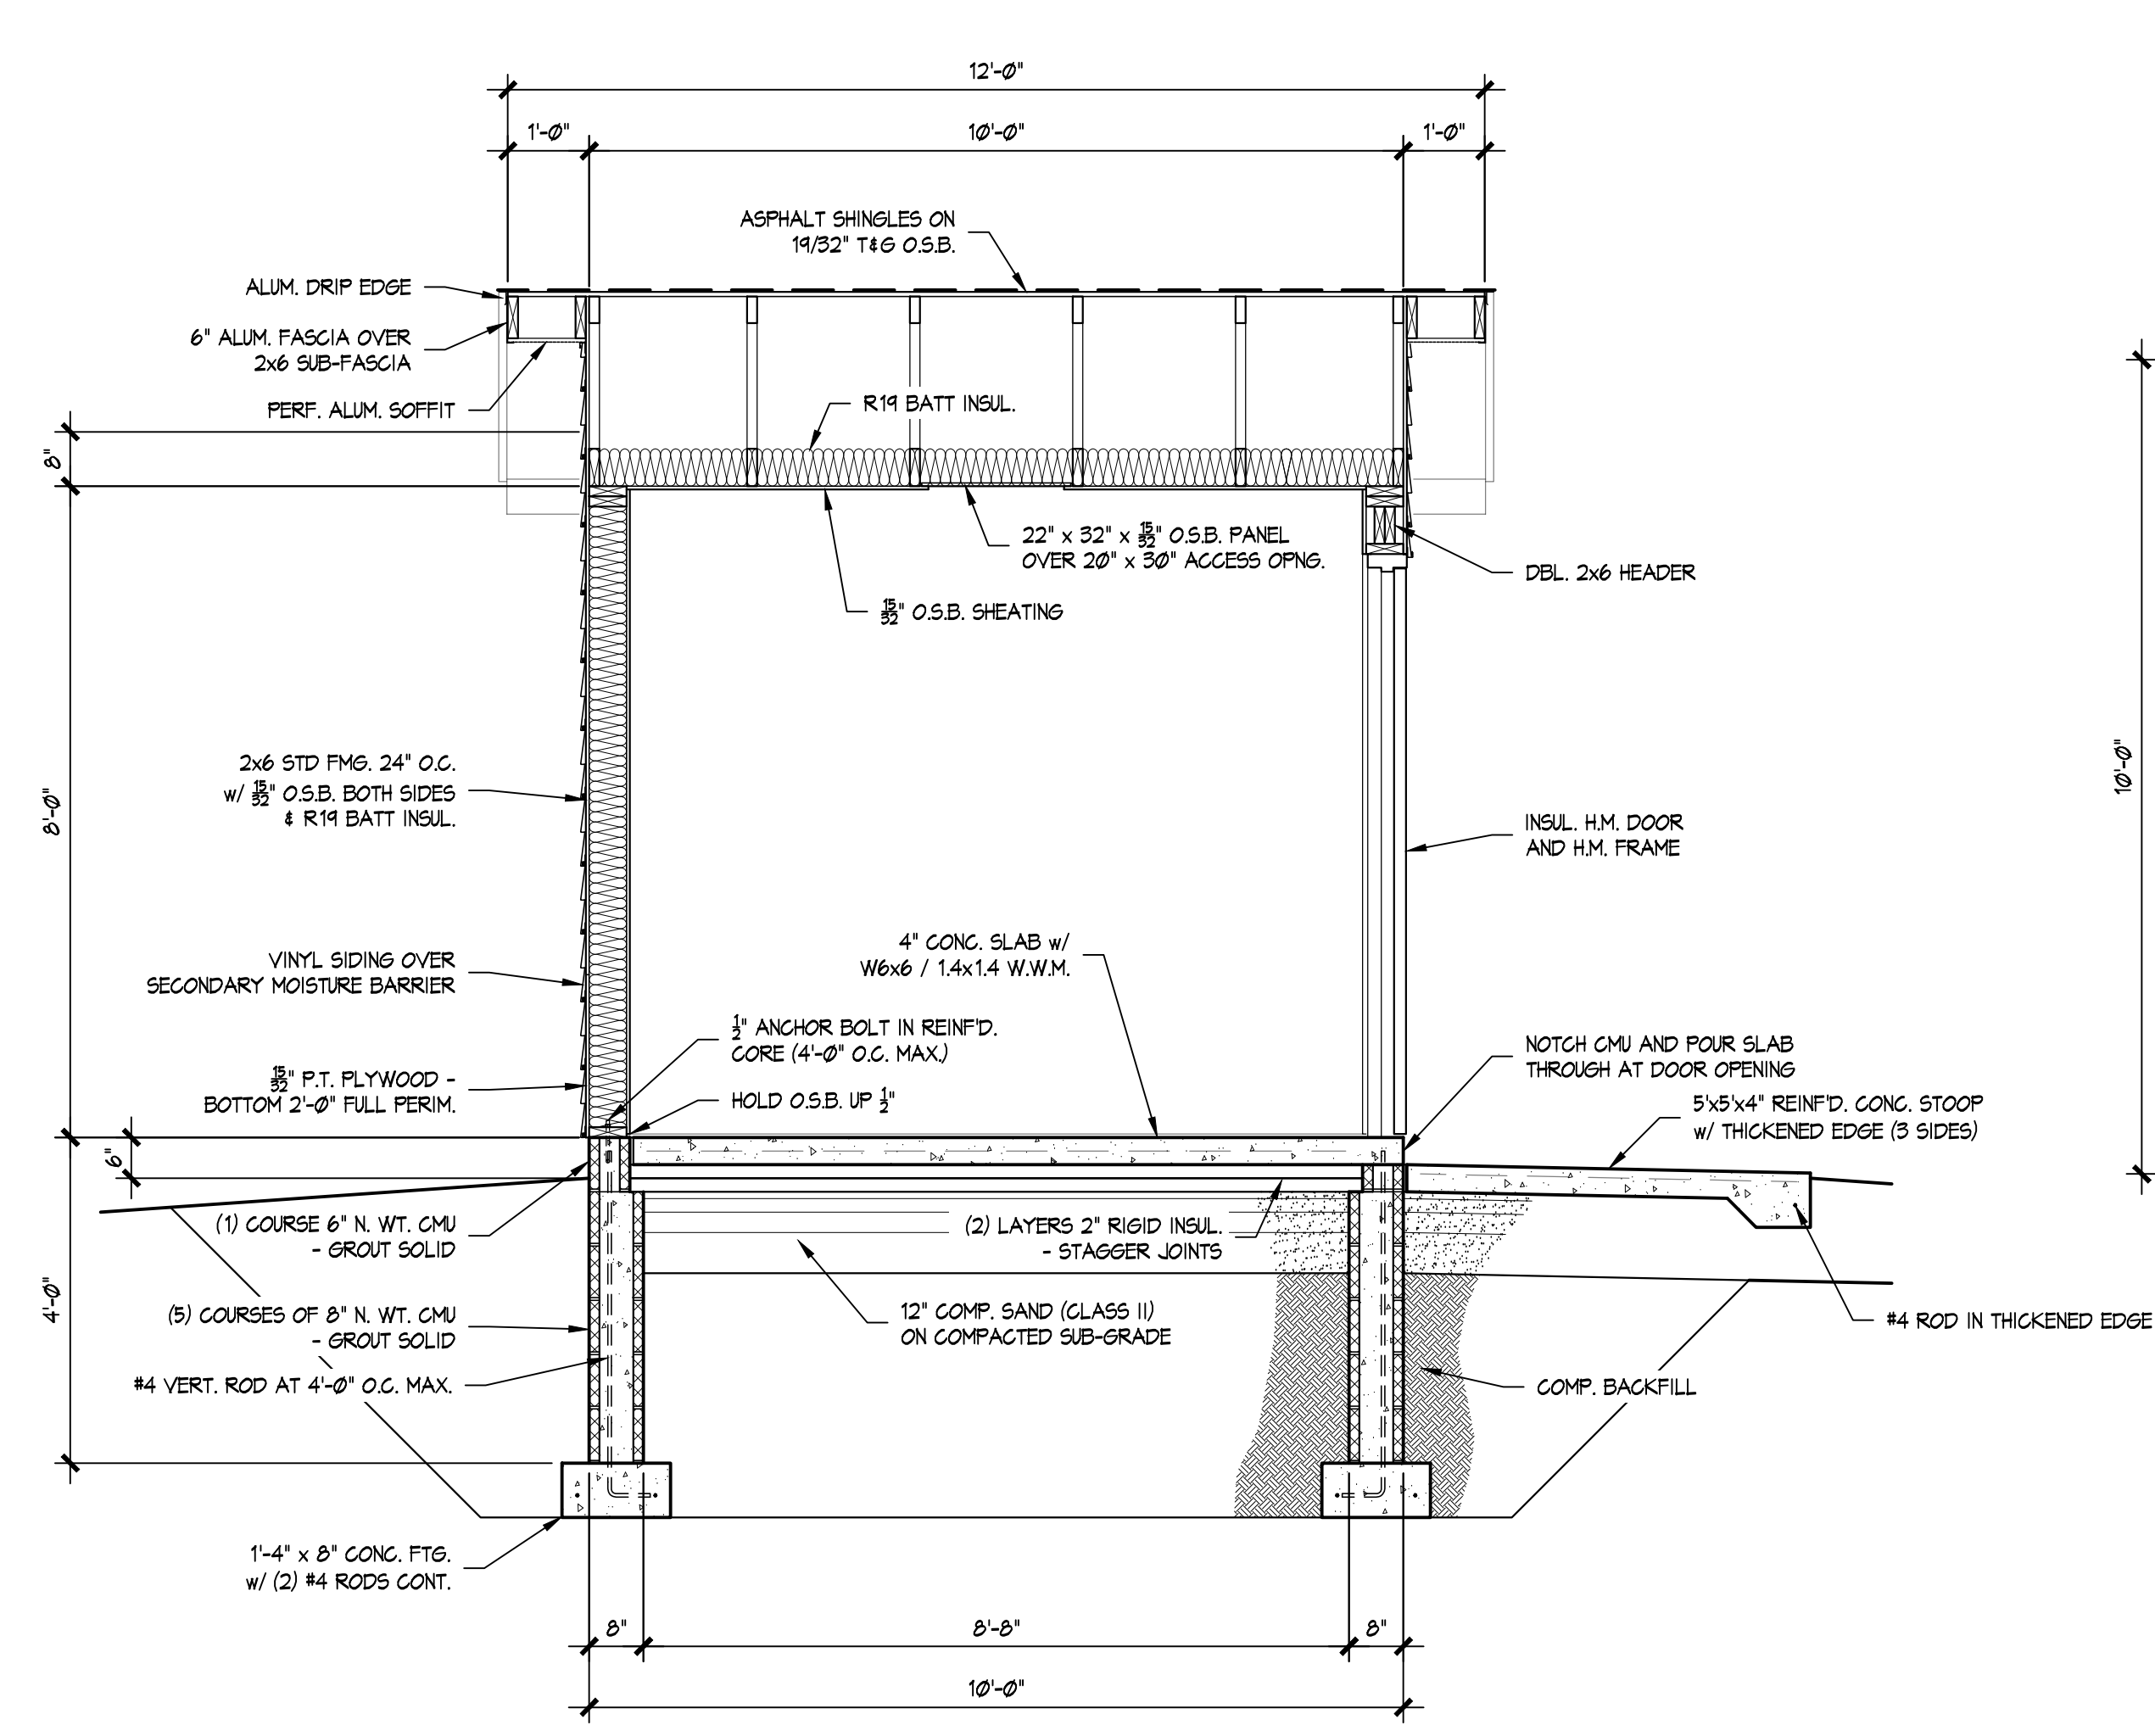 12'-0"
1'-0"
10'-0"
1'-0"
ASPHALT SHINGLES ON
19/32" T&G O.S.B.
ALUM. DRIP EDGE
6" ALUM. FASCIA OVER
2x6 SUB-FASCIA
PERF. ALUM. SOFFIT
R19 BATT INSUL.
8"
22" x 32" x 15/32" O.S.B. PANEL
OVER 20" x 30" ACCESS OPNG.
DBL. 2x6 HEADER
15/32" O.S.B. SHEATING
2x6 STD FMG. 24" O.C.
w/ 15/32" O.S.B. BOTH SIDES
& R19 BATT INSUL.
8'-0"
10'-0"
INSUL. H.M. DOOR
AND H.M. FRAME
4" CONC. SLAB w/
W6x6 / 1.4x1.4 W.W.M.
VINYL SIDING OVER
SECONDARY MOISTURE BARRIER
1/2" ANCHOR BOLT IN REINF'D.
CORE (4'-0" O.C. MAX.)
NOTCH CMU AND POUR SLAB
THROUGH AT DOOR OPENING
15/32" P.T. PLYWOOD -
BOTTOM 2'-0" FULL PERIM.
HOLD O.S.B. UP 1/2"
5'x5'x4" REINF'D. CONC. STOOP
w/ THICKENED EDGE (3 SIDES)
6"
(1) COURSE 6" N. WT. CMU
- GROUT SOLID
(2) LAYERS 2" RIGID INSUL.
- STAGGER JOINTS
4'-0"
(5) COURSES OF 8" N. WT. CMU
- GROUT SOLID
12" COMP. SAND (CLASS II)
ON COMPACTED SUB-GRADE
#4 ROD IN THICKENED EDGE
#4 VERT. ROD AT 4'-0" O.C. MAX.
COMP. BACKFILL
1'-4" x 8" CONC. FTG.
w/ (2) #4 RODS CONT.
8"
8'-8"
8"
10'-0"